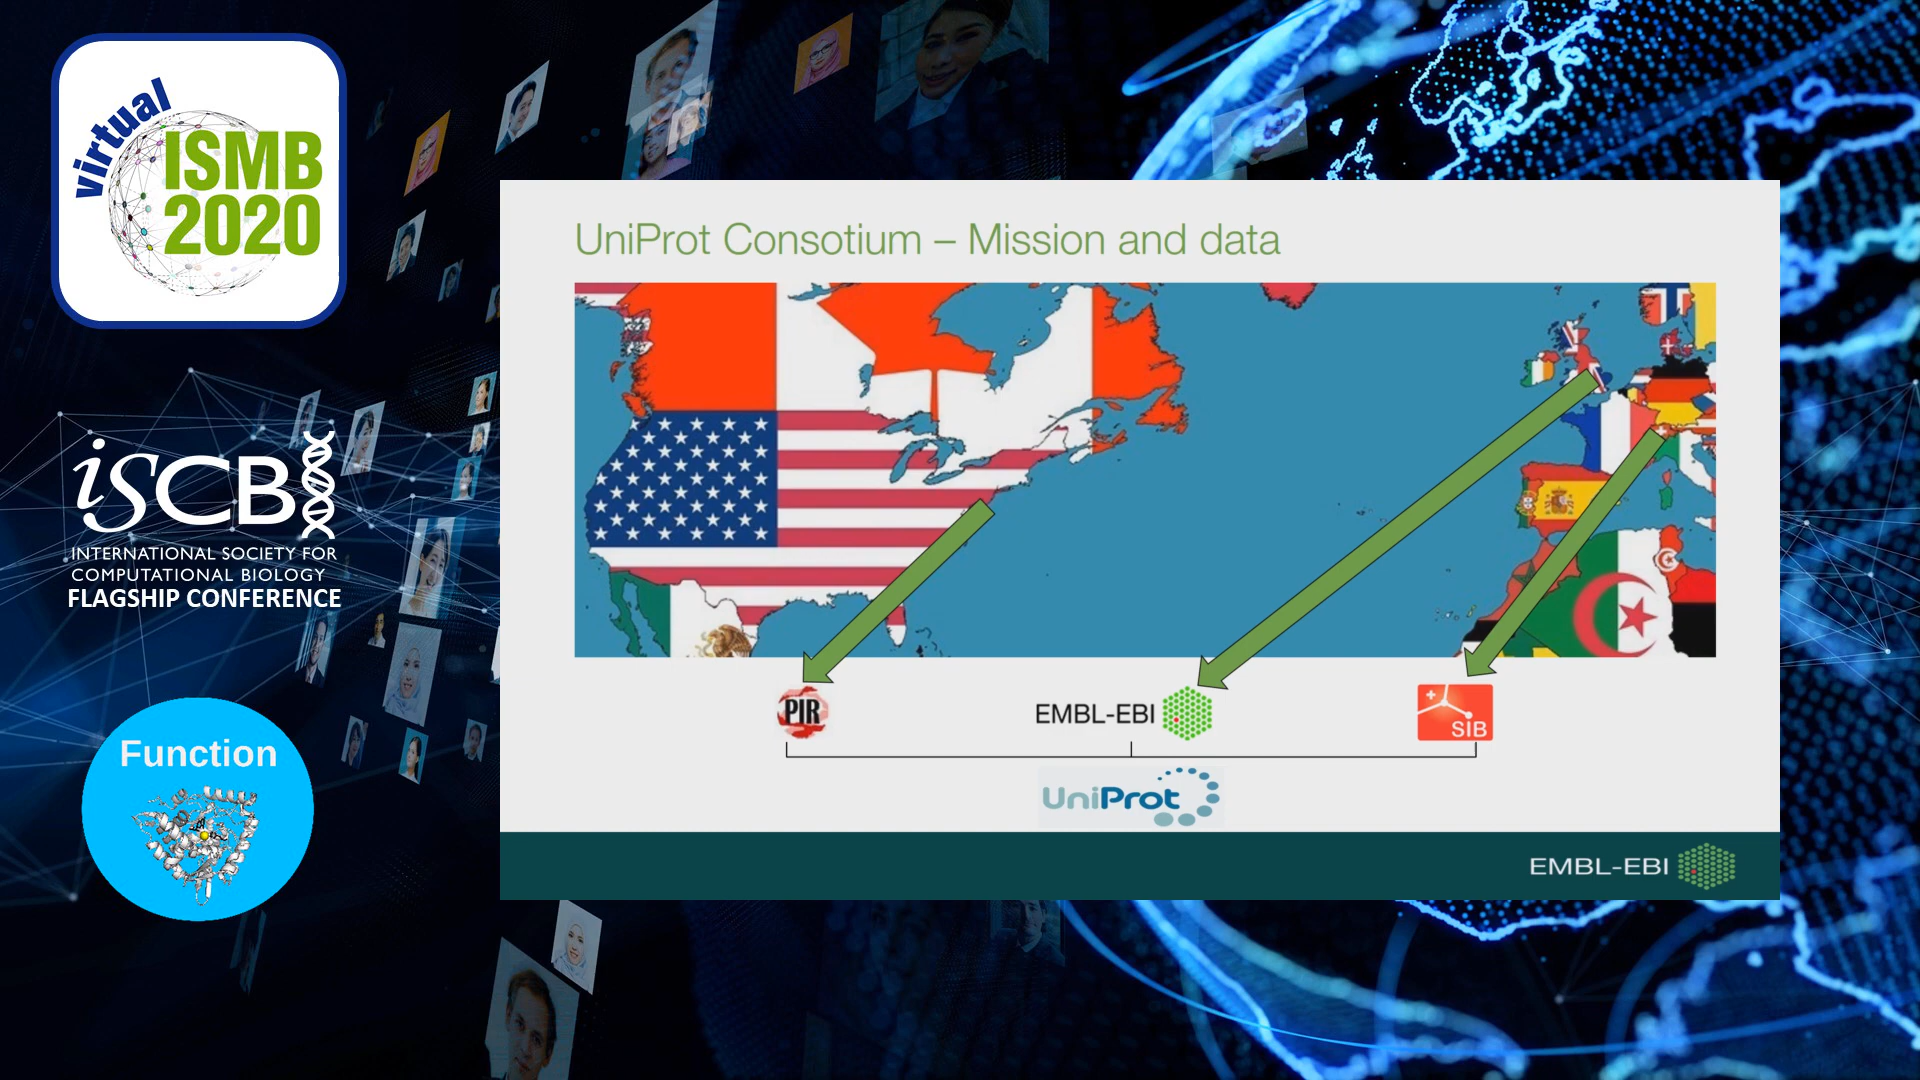 virtual
ISMB
2020
iSCB
INTERNATIONAL SOCIETY FOR
COMPUTATIONAL BIOLOGY
FLAGSHIP CONFERENCE
Function
UniProt Consotium – Mission and data
PIR
EMBL-EBI
SIB
UniProt
EMBL-EBI